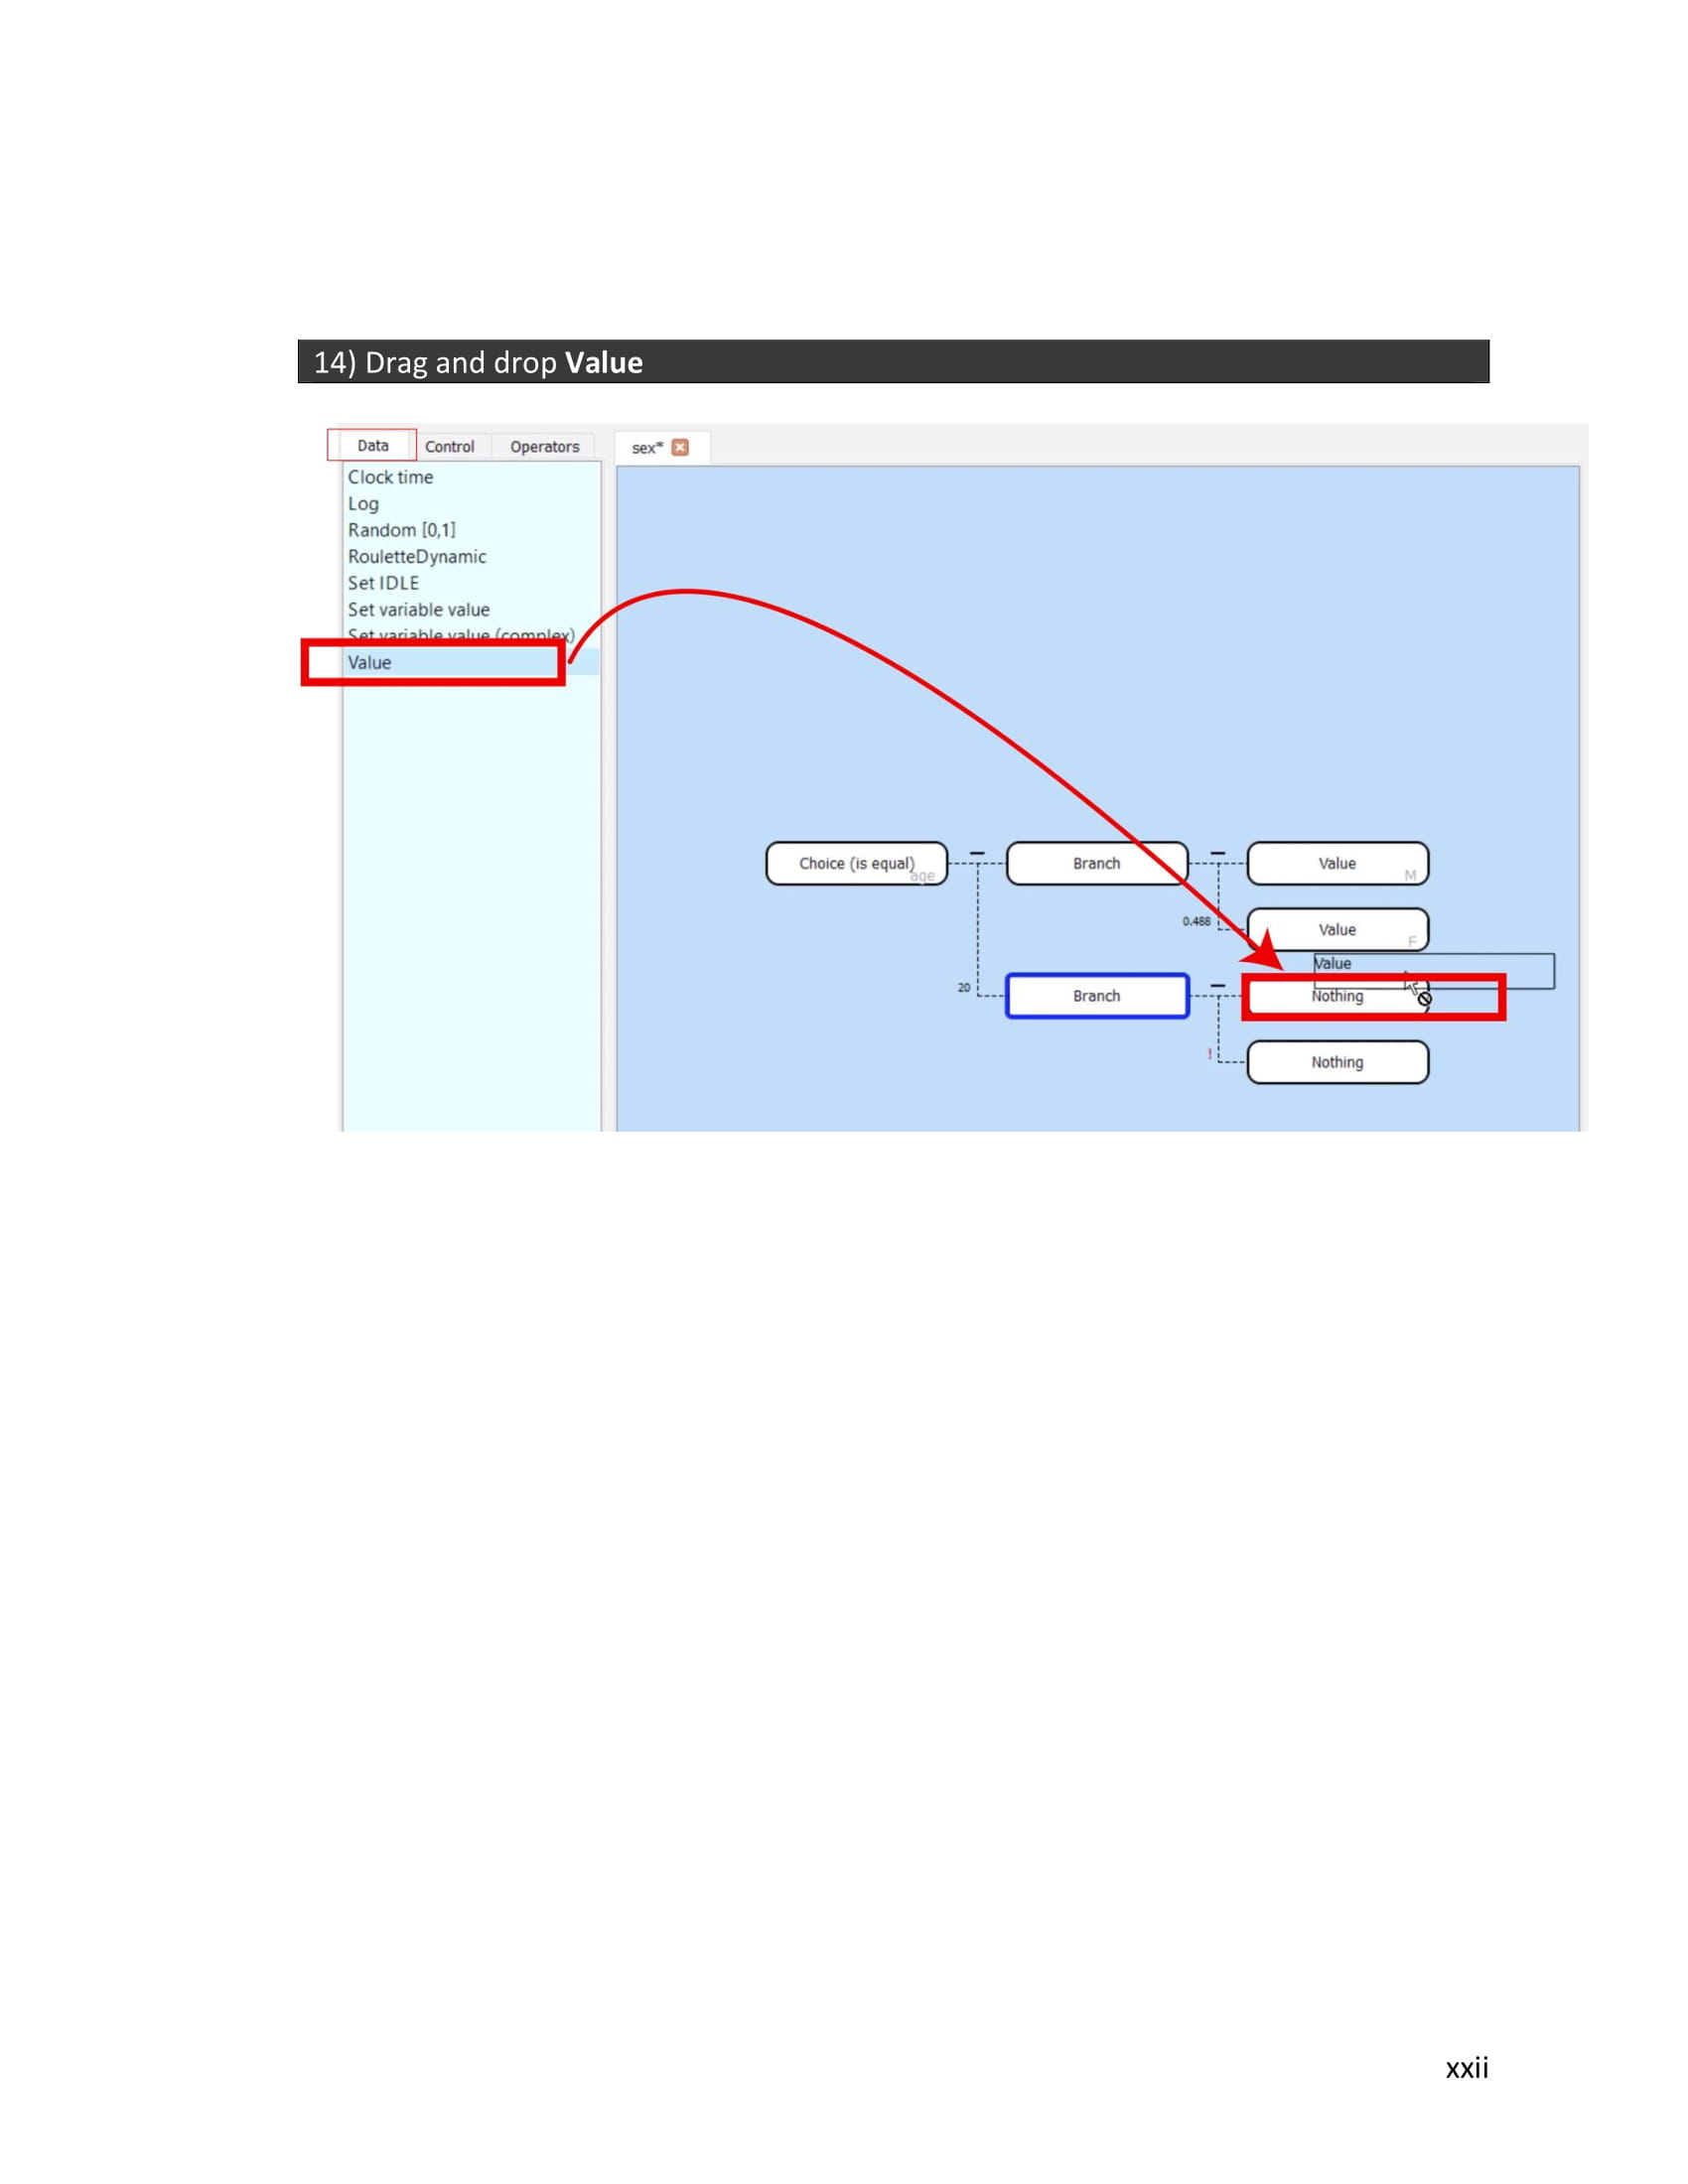 14) Drag and drop Value
Data Control Operators sex*
Clock time
Log
Random [0,1]
RouletteDynamic
Set IDLE
Set variable value
Set variable value (complex)
Value
Choice (is equal) age
Branch
Value M
0.488
Value F
Value
20
Branch
Nothing
!
Nothing
xxii